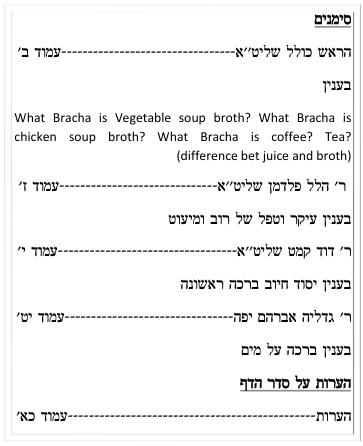 סימנים
הראש כולל שליט''א---------------------------------עמוד ב'
בענין
What Bracha is Vegetable soup broth? What Bracha is
chicken soup broth? What Bracha is coffee? Tea?
(difference bet juice and broth)
ר' הלל פלדמן שליט''א------------------------------עמוד ז'
בענין עיקר וטפל של רוב ומיעוט
ר' דוד קמט שליט''א----------------------------------עמוד י'
בענין יסוד חיוב ברכה ראשונה
ר' גדליה אברהם יפה--------------------------------עמוד יט'
בענין ברכה על מים
הערות על סדר הדף
הערות-----------------------------------------------עמוד כא'